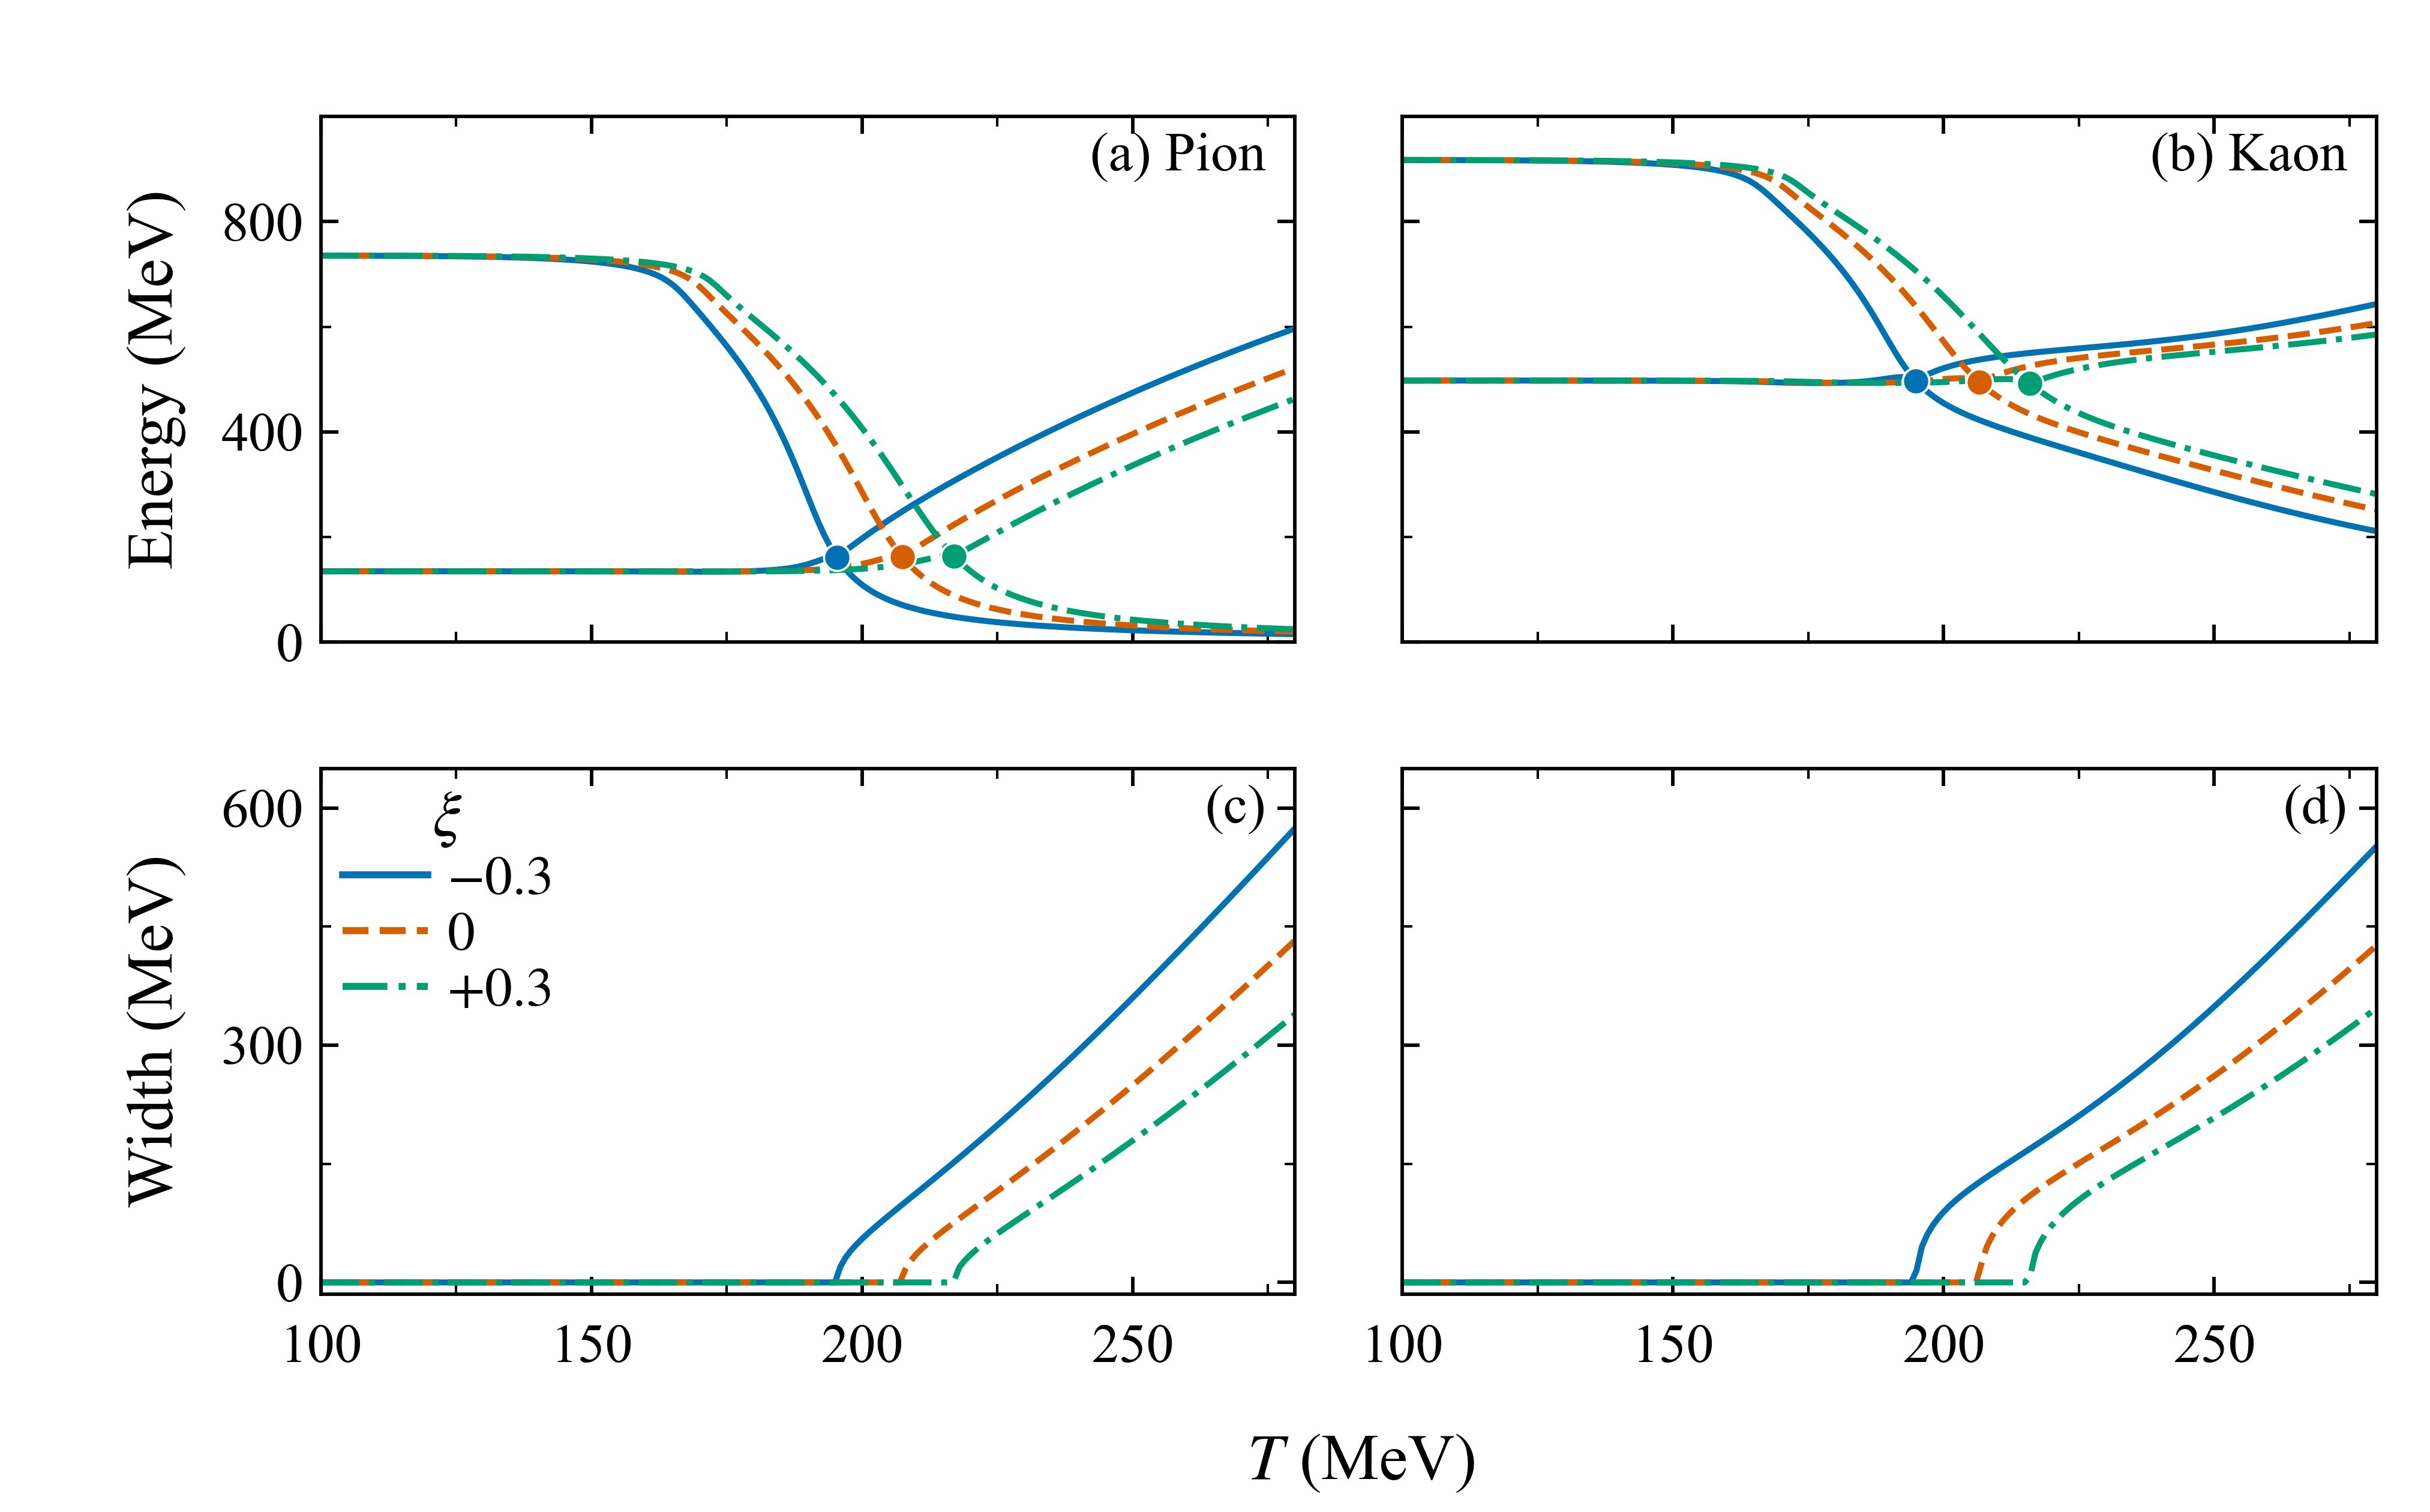 (a) Pion
(b) Kaon
Energy (MeV)
800
400
0
(c)
(d)
Width (MeV)
600
300
0
ξ
−0.3
0
+0.3
100 150 200 250
100 150 200 250
T (MeV)